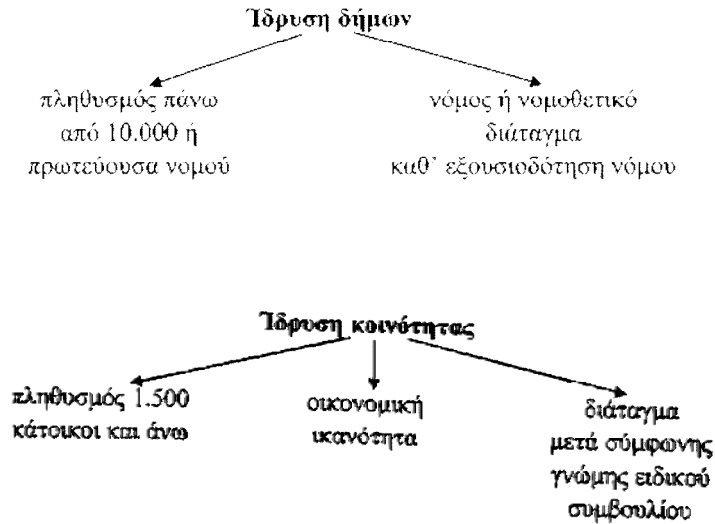 Ίδρυση δήμων
πληθυσμός πάνω
από 10.000 ή
πρωτεύουσα νομού
νόμος ή νομοθετικό
διάταγμα
καθ’ εξουσιοδότηση νόμου
Ίδρυση κοινότητας
πληθυσμός 1.500
κάτοικοι και άνω
οικονομική
ικανότητα
διάταγμα
μετά σύμφωνης
γνώμης ειδικού
συμβουλίου